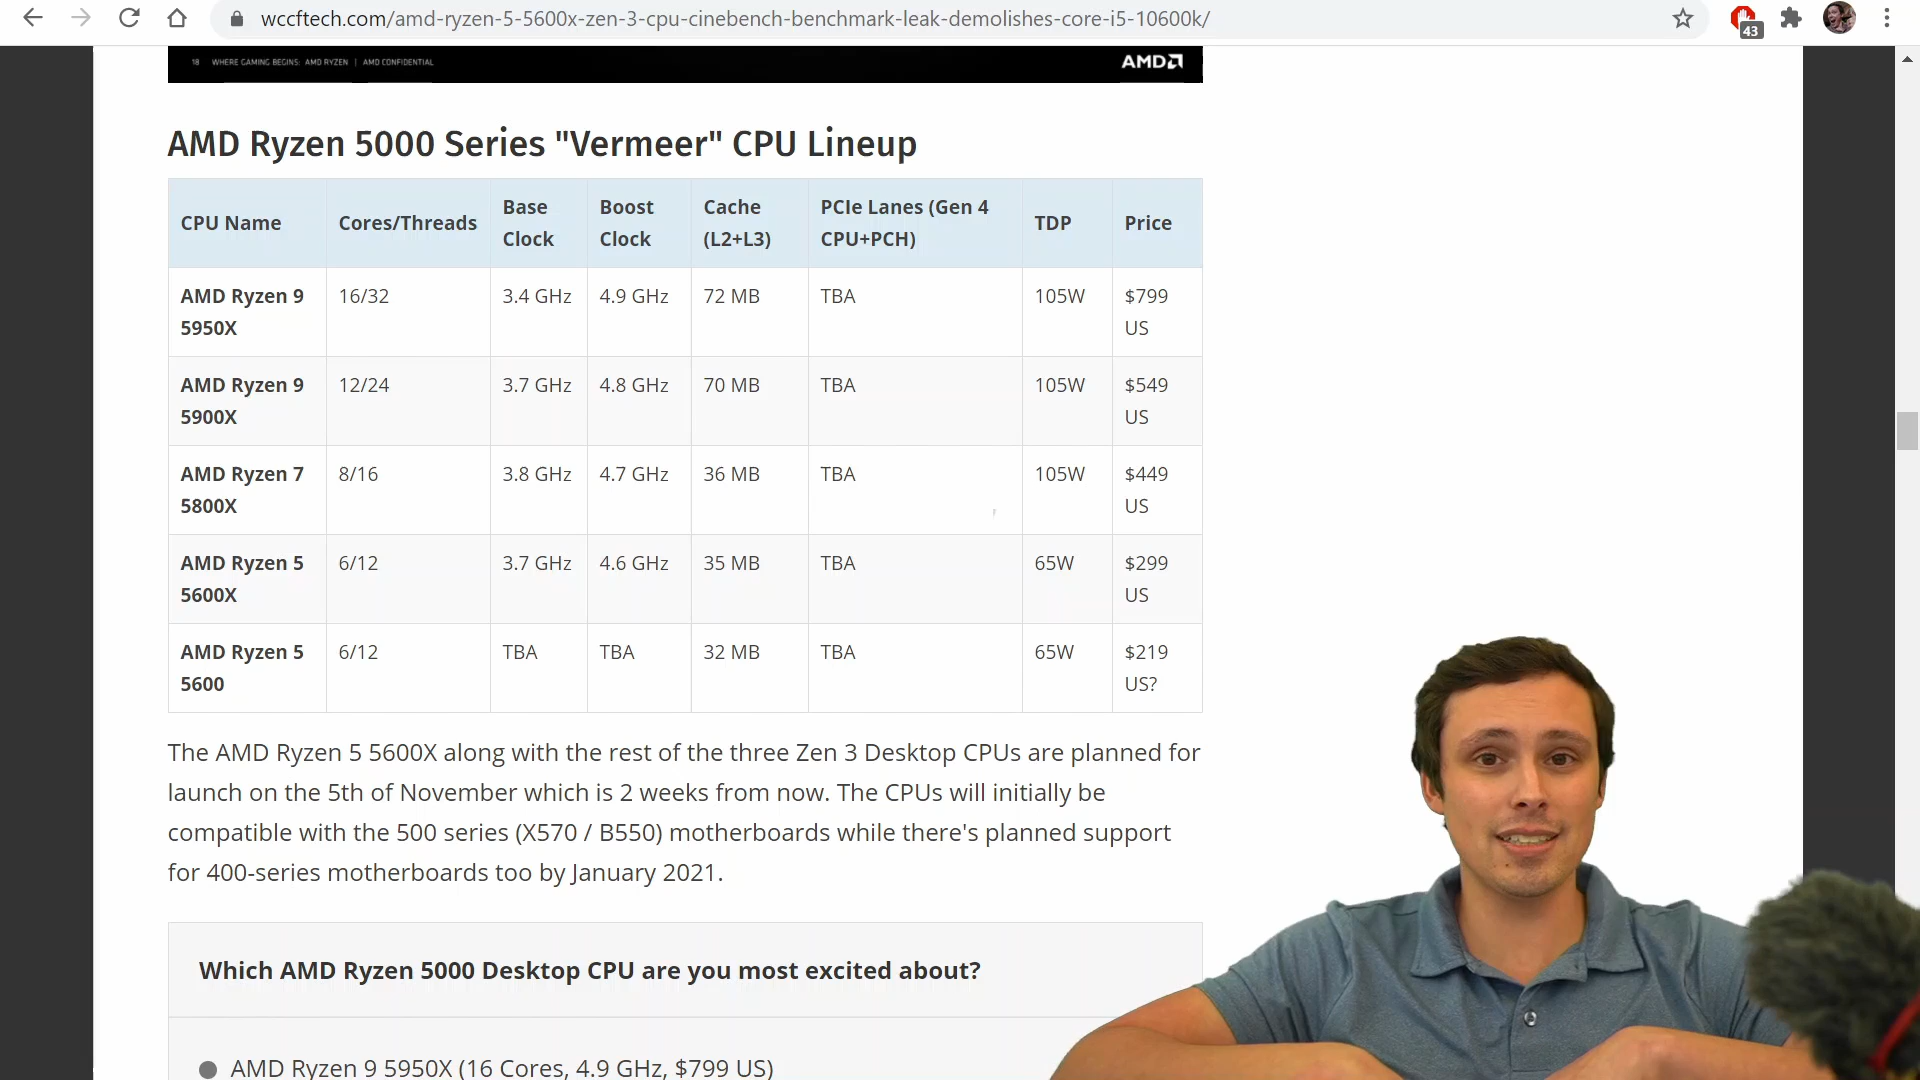 wccftech.com/amd-ryzen-5-5600x-zen-3-cpu-cinebench-benchmark-leak-demolishes-core-i5-10600k/
43
18 WHERE GAMING BEGINS: AMD RYZEN | AMD CONFIDENTIAL
AMD
AMD Ryzen 5000 Series "Vermeer" CPU Lineup
CPU Name Cores/Threads Base Clock Boost Clock Cache (L2+L3) PCIe Lanes (Gen 4 CPU+PCH) TDP Price
AMD Ryzen 9 5950X 16/32 3.4 GHz 4.9 GHz 72 MB TBA 105W $799 US
AMD Ryzen 9 5900X 12/24 3.7 GHz 4.8 GHz 70 MB TBA 105W $549 US
AMD Ryzen 7 5800X 8/16 3.8 GHz 4.7 GHz 36 MB TBA 105W $449 US
AMD Ryzen 5 5600X 6/12 3.7 GHz 4.6 GHz 35 MB TBA 65W $299 US
AMD Ryzen 5 5600 6/12 TBA TBA 32 MB TBA 65W $219 US?
The AMD Ryzen 5 5600X along with the rest of the three Zen 3 Desktop CPUs are planned for
launch on the 5th of November which is 2 weeks from now. The CPUs will initially be
compatible with the 500 series (X570 / B550) motherboards while there's planned support
for 400-series motherboards too by January 2021.
Which AMD Ryzen 5000 Desktop CPU are you most excited about?
AMD Ryzen 9 5950X (16 Cores, 4.9 GHz, $799 US)